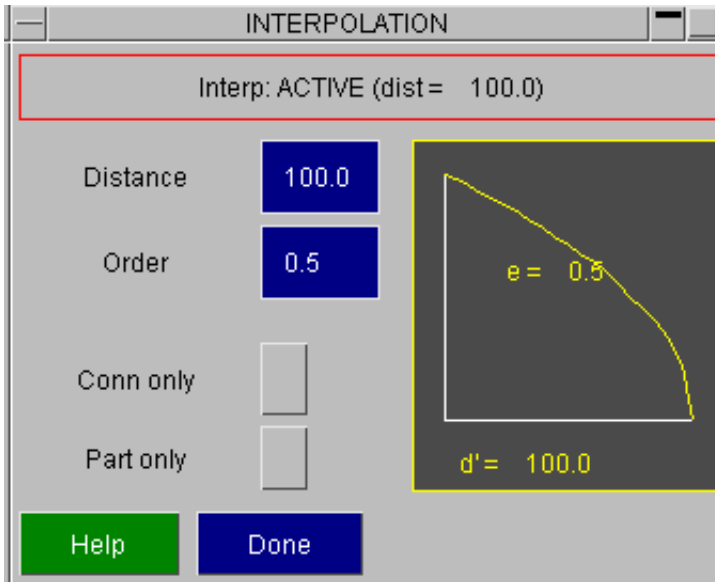 INTERPOLATION
Interp: ACTIVE (dist = 100.0)
Distance 100.0
Order 0.5
e = 0.5
Conn only
Part only
d' = 100.0
Help Done